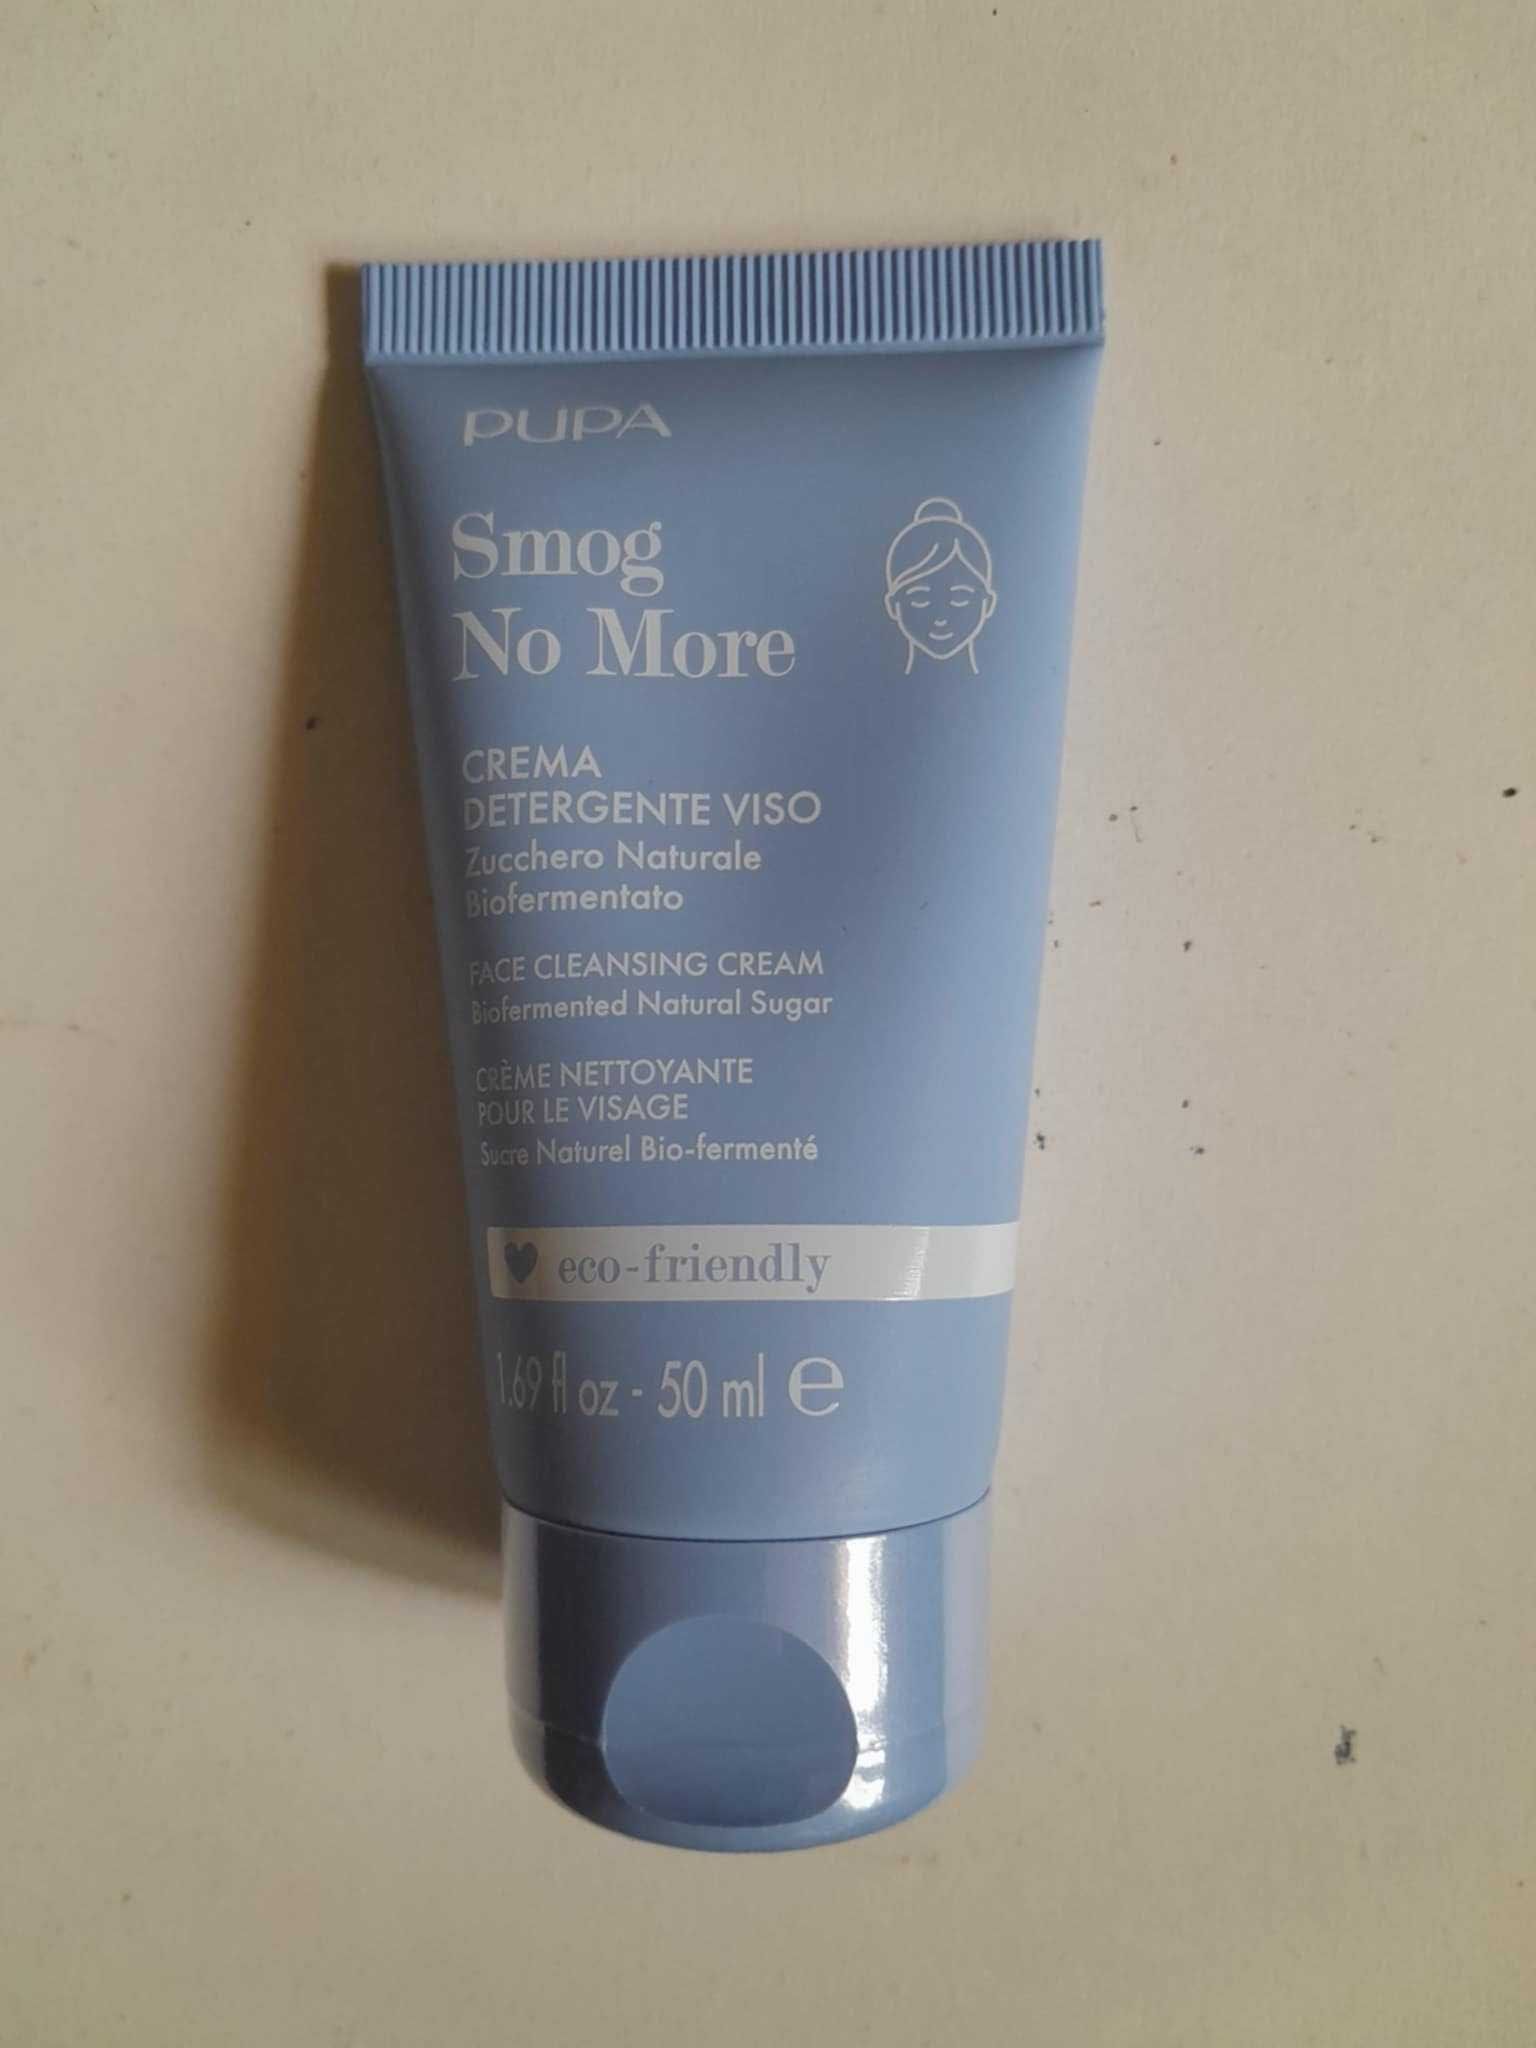 PUPA
Smog
No More
CREMA
DETERGENTE VISO
Zucchero Naturale
Biofermentato
FACE CLEANSING CREAM
Biofermented Natural Sugar
CRÈME NETTOYANTE
POUR LE VISAGE
Sucre Naturel Bio-fermenté
eco-friendly
1.69 fl oz - 50 ml ℮